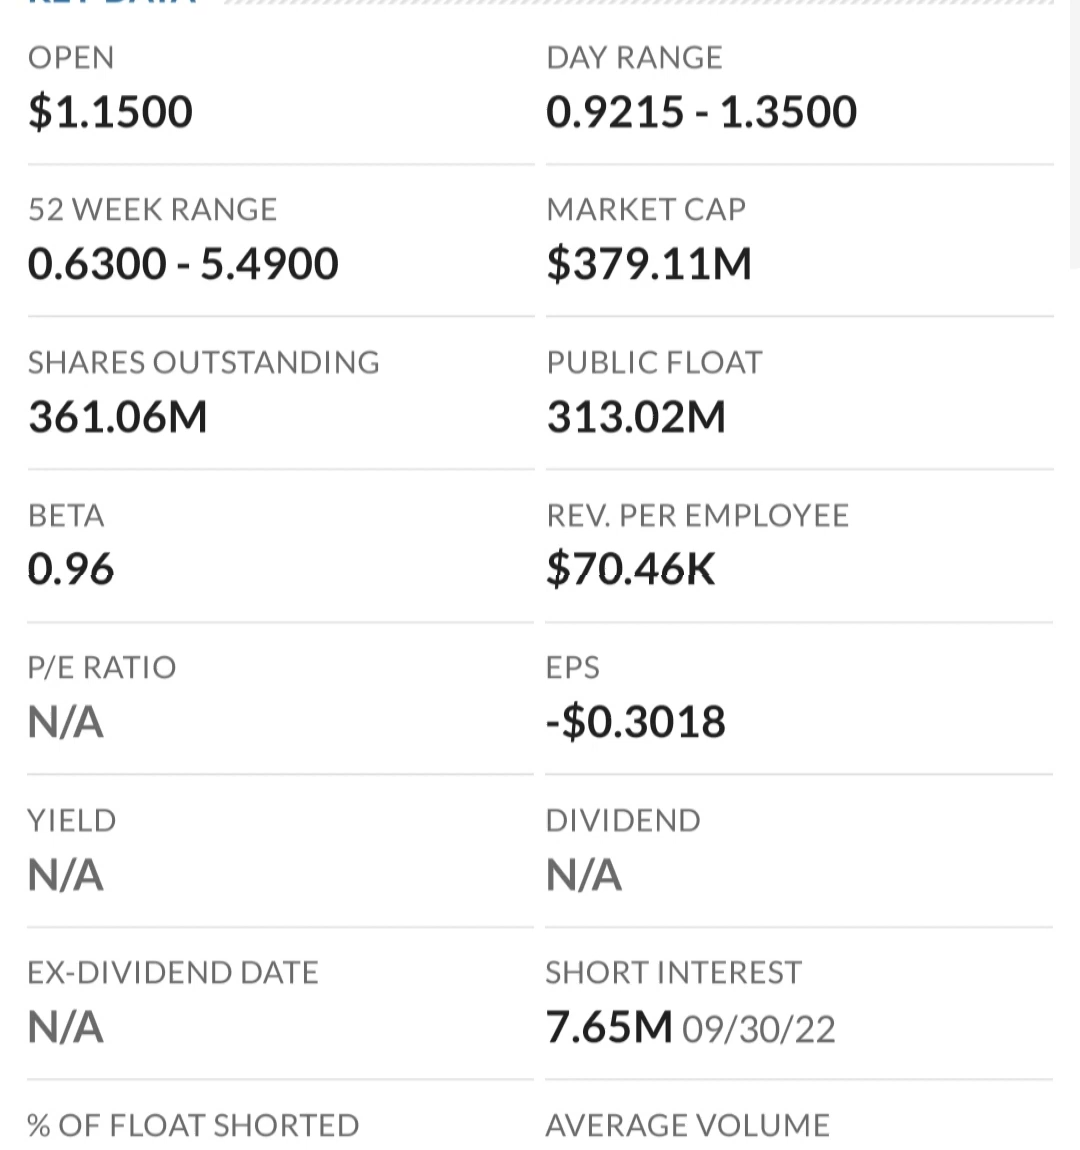 OPEN
$1.1500
DAY RANGE
0.9215 - 1.3500
52 WEEK RANGE
0.6300 - 5.4900
MARKET CAP
$379.11M
SHARES OUTSTANDING
361.06M
PUBLIC FLOAT
313.02M
BETA
0.96
REV. PER EMPLOYEE
$70.46K
P/E RATIO
N/A
EPS
-$0.3018
YIELD
N/A
DIVIDEND
N/A
EX-DIVIDEND DATE
N/A
SHORT INTEREST
7.65M 09/30/22
% OF FLOAT SHORTED
AVERAGE VOLUME